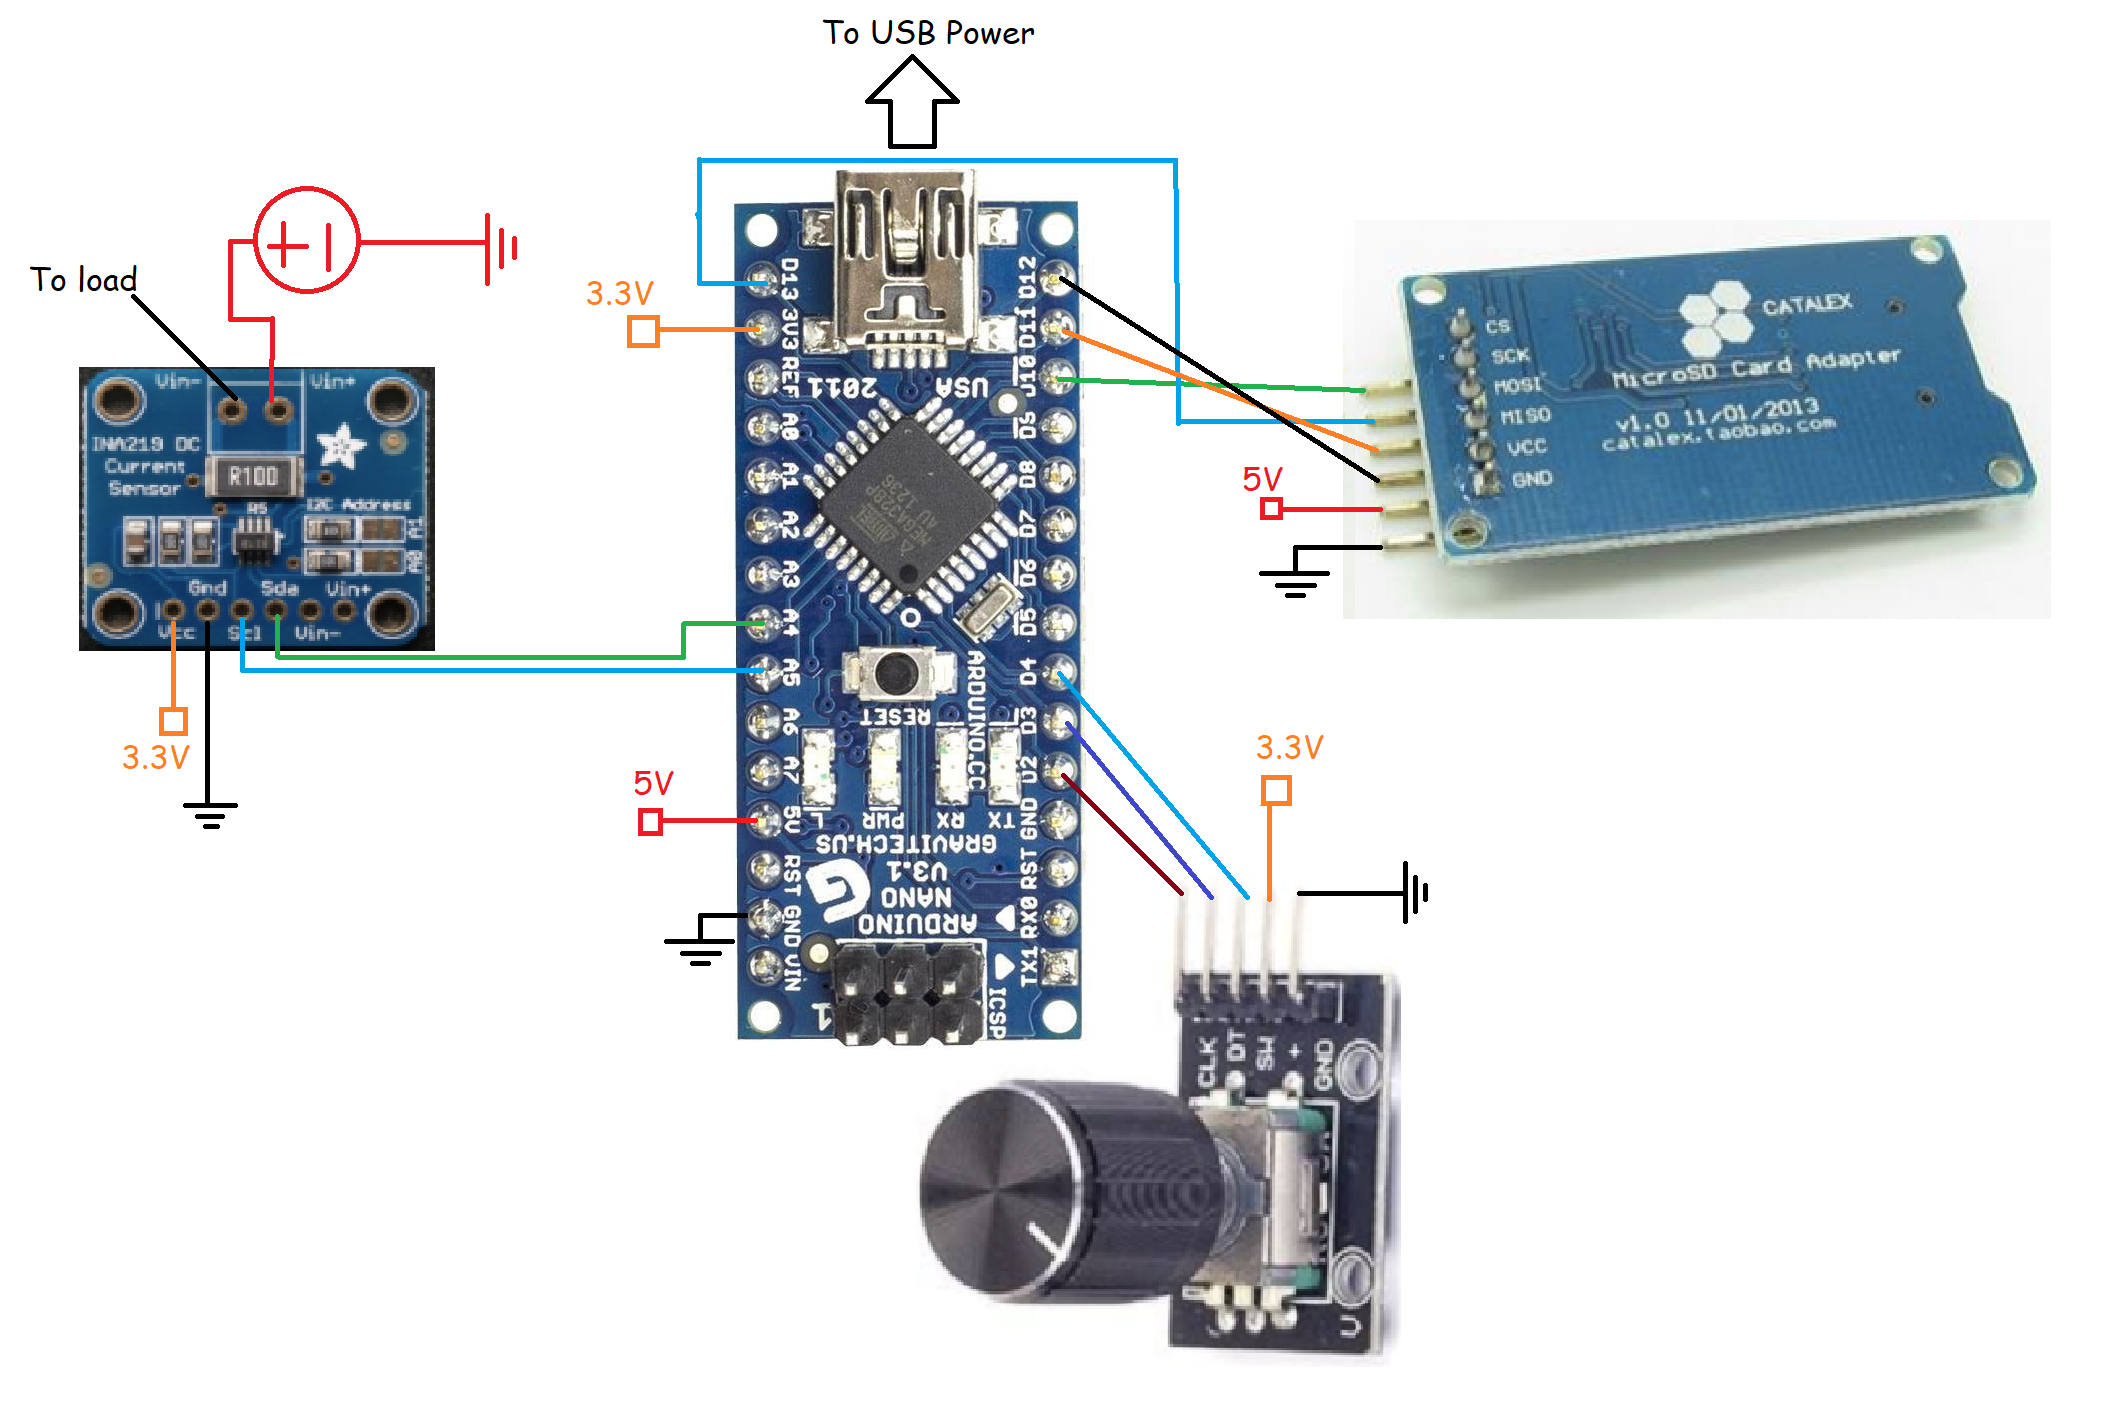 To USB Power
To load
3.3V
Vin-
Vin+
INA219 DC
Current
Sensor
R100
R5
I2C Address
A1
A0
Gnd
Sda
Vin+
Vcc
Scl
Vin-
3.3V
5V
D13
3V3
REF
A0
A1
A2
A3
A4
A5
A6
A7
5V
RST
GND
VIN
D12
D11
D10
D9
D8
D7
D6
D5
D4
D3
D2
GND
RST
RX0
TX1
USA
2011
RESET
ARDUINO.CC
TX
RX
PWR
L
GRAVITECH.US
V3.1
NANO
ARDUINO
ICSP
1
CS
SCK
MOSI
MISO
VCC
GND
CATALEX
MicroSD Card Adapter
v1.0 11/01/2013
catalex.taobao.com
5V
3.3V
CLK
DT
SW
+
GND